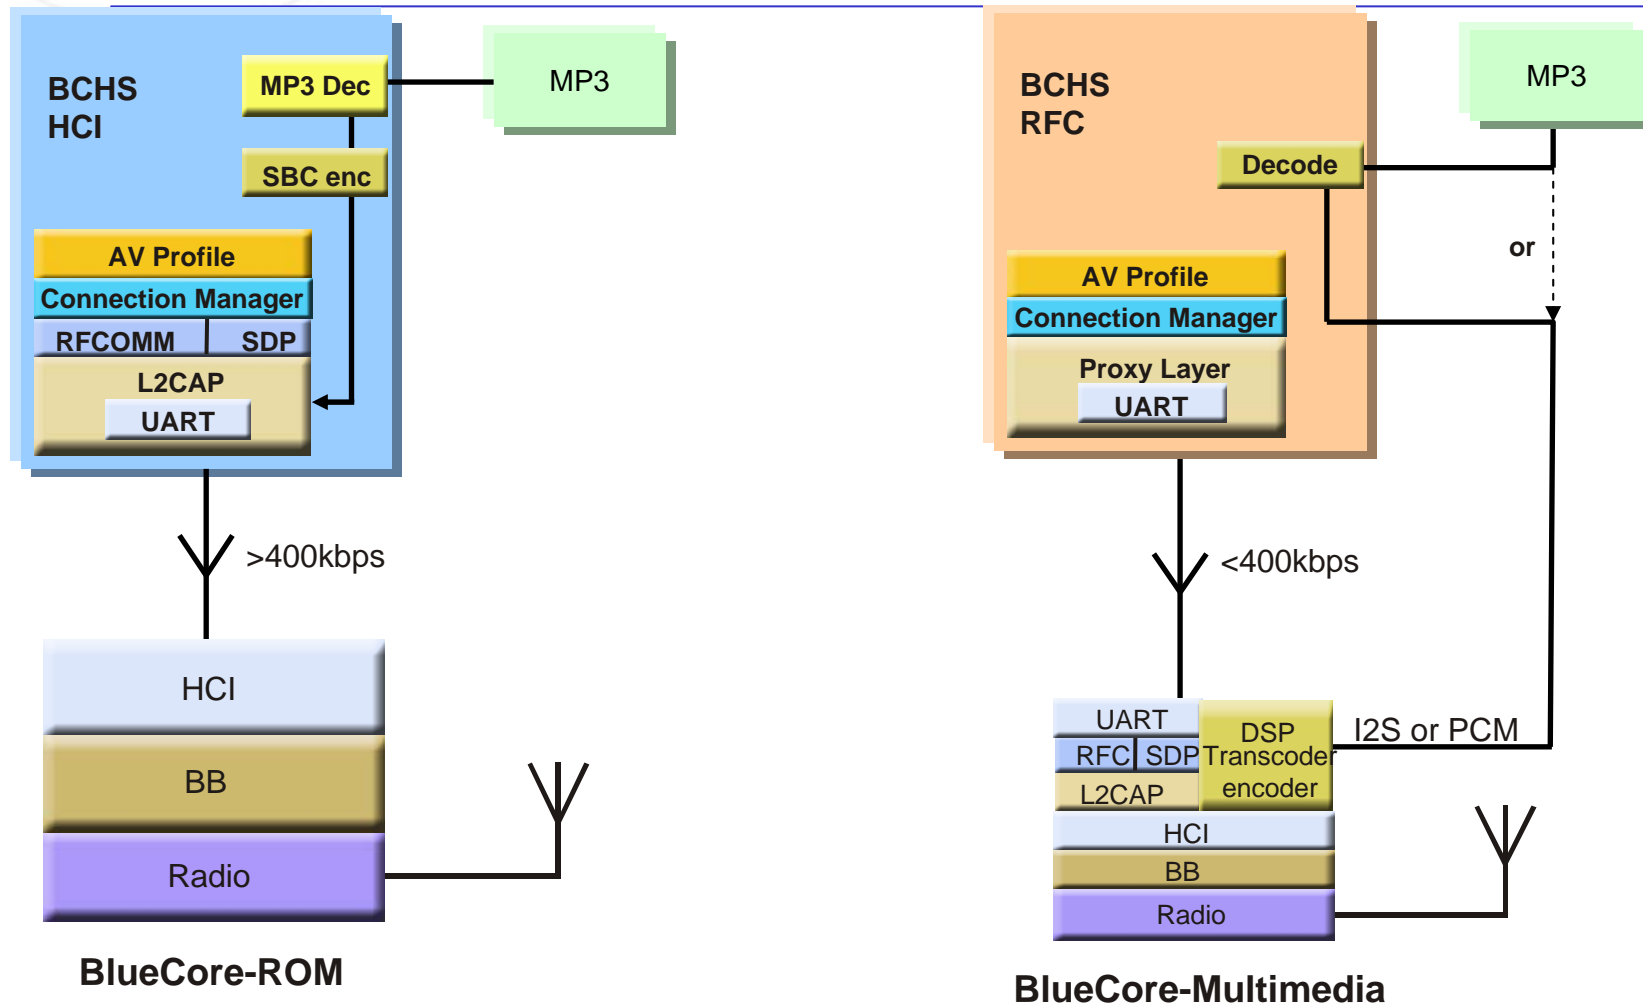 BCHS
HCI
MP3 Dec
MP3
SBC enc
AV Profile
Connection Manager
RFCOMM SDP
L2CAP
UART
>400kbps
HCI
BB
Radio
BlueCore-ROM
BCHS
RFC
MP3
Decode
or
AV Profile
Connection Manager
Proxy Layer
UART
<400kbps
UART
RFC SDP
L2CAP
DSP
Transcoder
encoder
I2S or PCM
HCI
BB
Radio
BlueCore-Multimedia